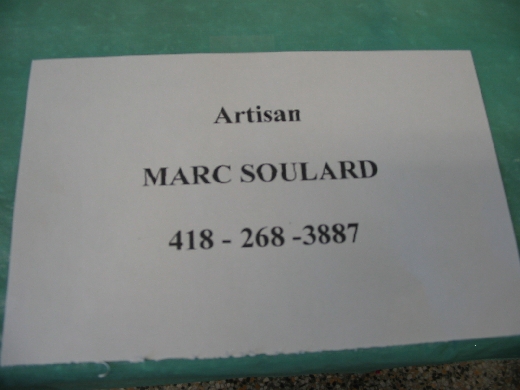 Artisan
MARC SOULARD
418 - 268 -3887